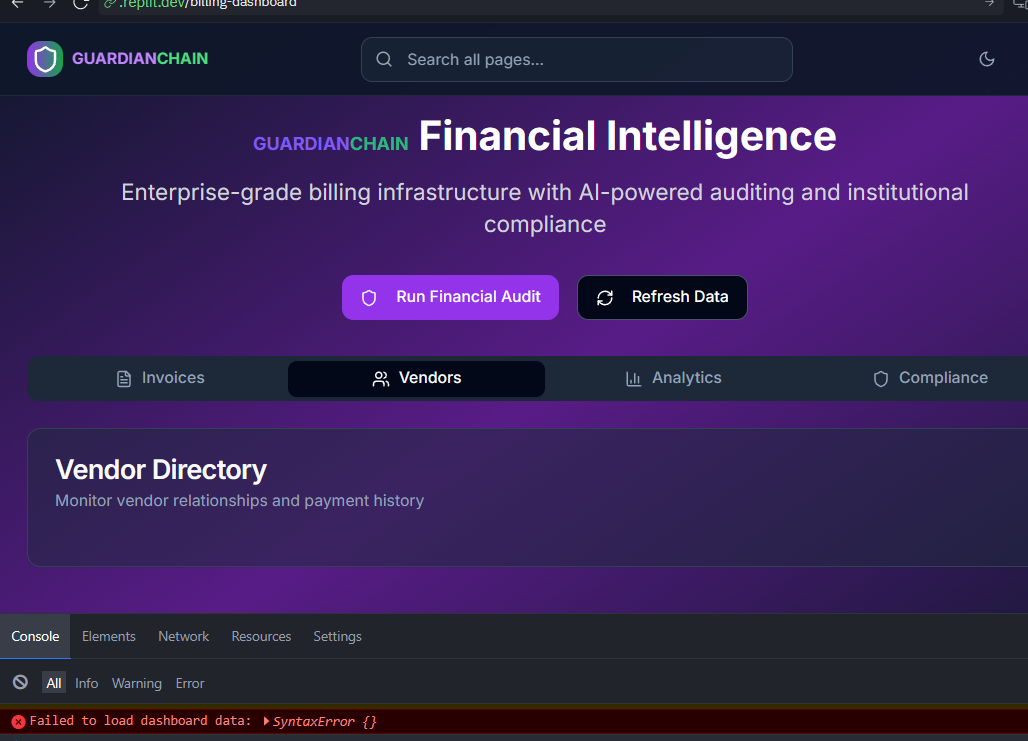 .replit.dev/billing-dashboard
GUARDIANCHAIN
Search all pages...
GUARDIANCHAIN Financial Intelligence
Enterprise-grade billing infrastructure with AI-powered auditing and institutional
compliance
Run Financial Audit
Refresh Data
Invoices
Vendors
Analytics
Compliance
Vendor Directory
Monitor vendor relationships and payment history
Console Elements Network Resources Settings
All Info Warning Error
Failed to load dashboard data: SyntaxError {}